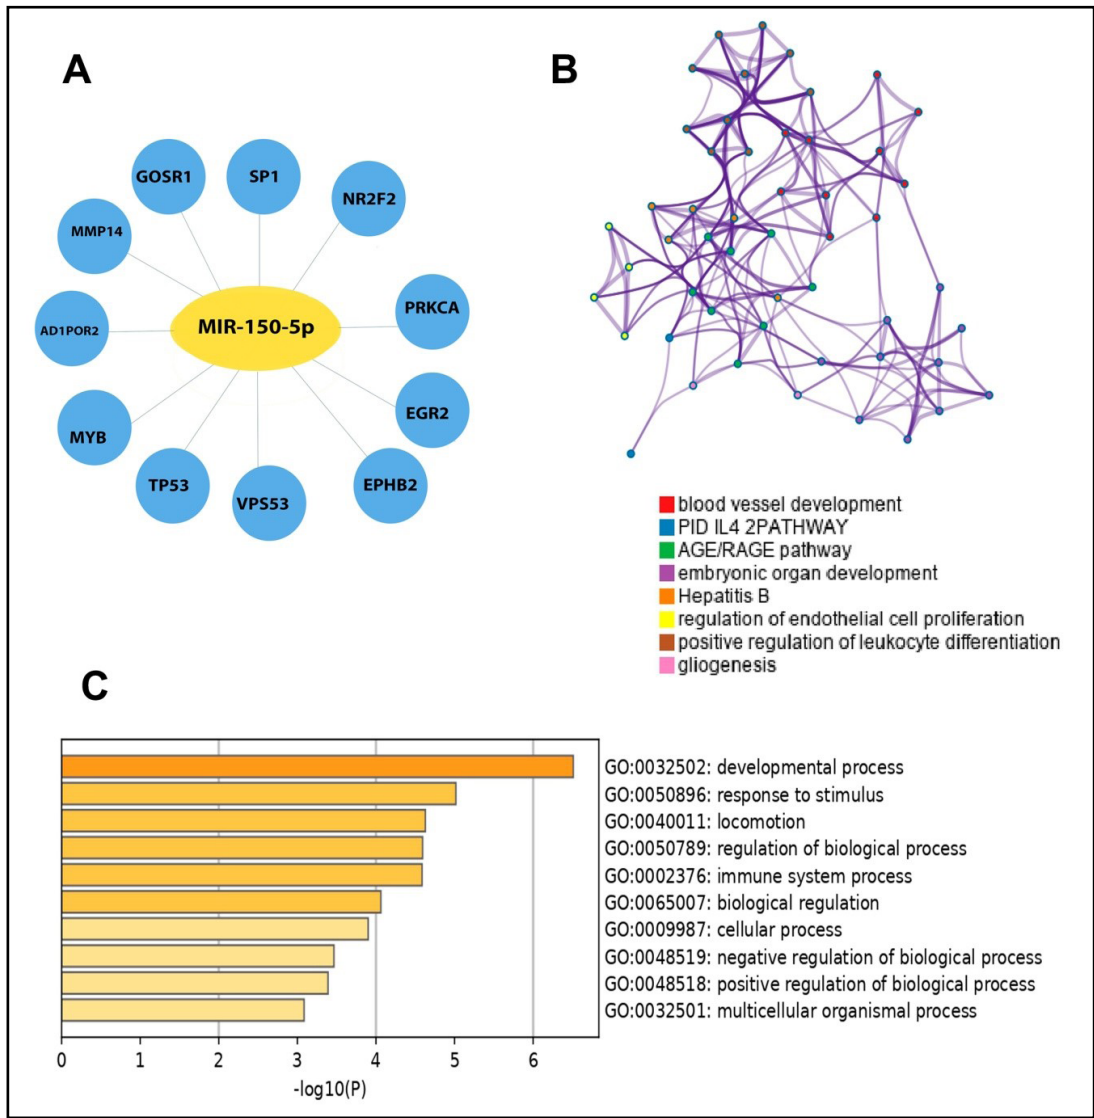 A
B
GOSR1
SP1
NR2F2
MMP14
MIR-150-5p
PRKCA
AD1POR2
EGR2
MYB
TP53
VPS53
EPHB2
blood vessel development
PID IL4 2PATHWAY
AGE/RAGE pathway
embryonic organ development
Hepatitis B
regulation of endothelial cell proliferation
positive regulation of leukocyte differentiation
gliogenesis
C
GO:0032502: developmental process
GO:0050896: response to stimulus
GO:0040011: locomotion
GO:0050789: regulation of biological process
GO:0002376: immune system process
GO:0065007: biological regulation
GO:0009987: cellular process
GO:0048519: negative regulation of biological process
GO:0048518: positive regulation of biological process
GO:0032501: multicellular organismal process
0 1 2 3 4 5 6
-log10(P)